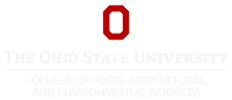 O
THE OHIO STATE UNIVERSITY
COLLEGE OF FOOD, AGRICULTURAL,
AND ENVIRONMENTAL SCIENCES